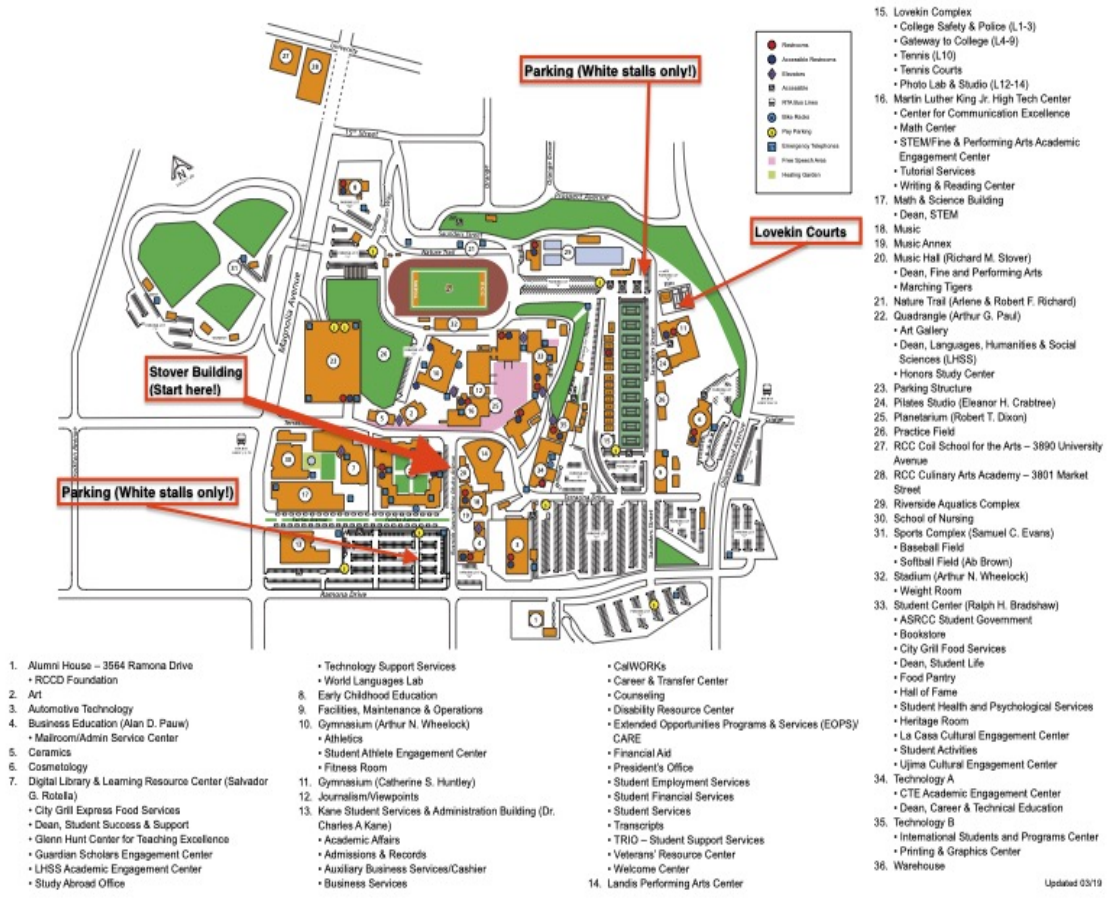 University
27
28
Parking (White stalls only!)
Restrooms
Accessible Restrooms
Elevators
Accessible
RTA Bus Lines
Bike Racks
Pay Parking
Emergency Telephones
Free Speech Area
Healing Garden
15th Street
N
Prospect Avenue
Lovekin Courts
Nature Trail
21
29
31
Magnolia Avenue
32
11
23
26
Stover Building
(Start here!)
Parking (White stalls only!)
Terracina Drive
Fairfax Avenue
Fairfax Avenue
Saunders Street
Ramona Drive
1
15. Lovekin Complex
• College Safety & Police (L1-3)
• Gateway to College (L4-9)
• Tennis (L10)
• Tennis Courts
• Photo Lab & Studio (L12-14)
16. Martin Luther King Jr. High Tech Center
• Center for Communication Excellence
• Math Center
• STEM/Fine & Performing Arts Academic
Engagement Center
• Tutorial Services
• Writing & Reading Center
17. Math & Science Building
• Dean, STEM
18. Music
19. Music Annex
20. Music Hall (Richard M. Stover)
• Dean, Fine and Performing Arts
• Marching Tigers
21. Nature Trail (Arlene & Robert F. Richard)
22. Quadrangle (Arthur G. Paul)
• Art Gallery
• Dean, Languages, Humanities & Social
Sciences (LHSS)
• Honors Study Center
23. Parking Structure
24. Pilates Studio (Eleanor H. Crabtree)
25. Planetarium (Robert T. Dixon)
26. Practice Field
27. RCC Coil School for the Arts – 3890 University
Avenue
28. RCC Culinary Arts Academy – 3801 Market
Street
29. Riverside Aquatics Complex
30. School of Nursing
31. Sports Complex (Samuel C. Evans)
• Baseball Field
• Softball Field (Ab Brown)
32. Stadium (Arthur N. Wheelock)
• Weight Room
33. Student Center (Ralph H. Bradshaw)
• ASRCC Student Government
• Bookstore
• City Grill Food Services
• Dean, Student Life
• Food Pantry
• Hall of Fame
• Student Health and Psychological Services
• Heritage Room
• La Casa Cultural Engagement Center
• Student Activities
• Ujima Cultural Engagement Center
34. Technology A
• CTE Academic Engagement Center
• Dean, Career & Technical Education
35. Technology B
• International Students and Programs Center
• Printing & Graphics Center
36. Warehouse
Updated 03/19
1. Alumni House – 3564 Ramona Drive
• RCCD Foundation
2. Art
3. Automotive Technology
4. Business Education (Alan D. Pauw)
• Mailroom/Admin Service Center
5. Ceramics
6. Cosmetology
7. Digital Library & Learning Resource Center (Salvador
G. Rotella)
• City Grill Express Food Services
• Dean, Student Success & Support
• Glenn Hunt Center for Teaching Excellence
• Guardian Scholars Engagement Center
• LHSS Academic Engagement Center
• Study Abroad Office
• Technology Support Services
• World Languages Lab
8. Early Childhood Education
9. Facilities, Maintenance & Operations
10. Gymnasium (Arthur N. Wheelock)
• Athletics
• Student Athlete Engagement Center
• Fitness Room
11. Gymnasium (Catherine S. Huntley)
12. Journalism/Viewpoints
13. Kane Student Services & Administration Building (Dr.
Charles A Kane)
• Academic Affairs
• Admissions & Records
• Auxiliary Business Services/Cashier
• Business Services
• CalWORKs
• Career & Transfer Center
• Counseling
• Disability Resource Center
• Extended Opportunities Programs & Services (EOPS)/
CARE
• Financial Aid
• President's Office
• Student Employment Services
• Student Financial Services
• Student Services
• Transcripts
• TRIO – Student Support Services
• Veterans' Resource Center
• Welcome Center
14. Landis Performing Arts Center